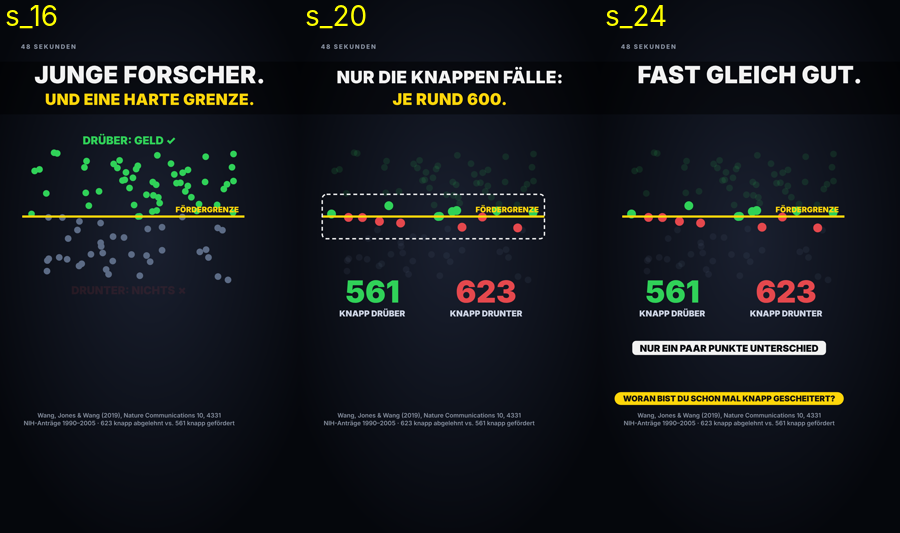 s_16
48 SEKUNDEN
JUNGE FORSCHER.
UND EINE HARTE GRENZE.
DRÜBER: GELD ✓
FÖRDERGRENZE
DRUNTER: NICHTS ×
Wang, Jones & Wang (2019), Nature Communications 10, 4331
NIH-Anträge 1990–2005 · 623 knapp abgelehnt vs. 561 knapp gefördert
s_20
48 SEKUNDEN
NUR DIE KNAPPEN FÄLLE:
JE RUND 600.
FÖRDERGRENZE
561
623
KNAPP DRÜBER
KNAPP DRUNTER
Wang, Jones & Wang (2019), Nature Communications 10, 4331
NIH-Anträge 1990–2005 · 623 knapp abgelehnt vs. 561 knapp gefördert
s_24
48 SEKUNDEN
FAST GLEICH GUT.
FÖRDERGRENZE
561
623
KNAPP DRÜBER
KNAPP DRUNTER
NUR EIN PAAR PUNKTE UNTERSCHIED
WORAN BIST DU SCHON MAL KNAPP GESCHEITERT?
Wang, Jones & Wang (2019), Nature Communications 10, 4331
NIH-Anträge 1990–2005 · 623 knapp abgelehnt vs. 561 knapp gefördert